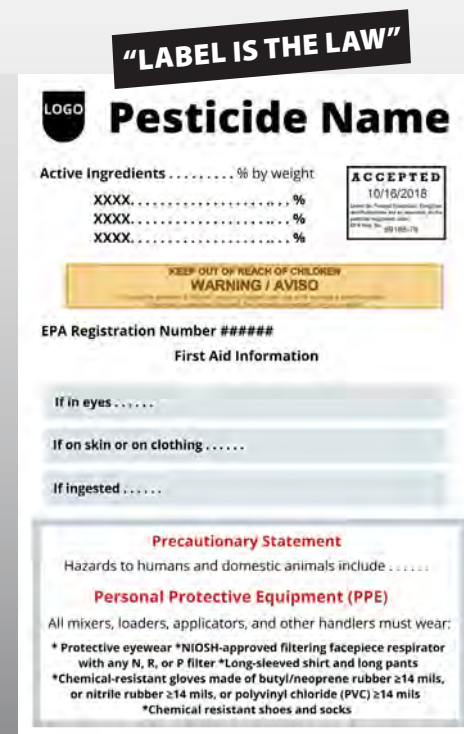 “LABEL IS THE LAW”
LOGO
Pesticide Name
Active Ingredients . . . . . . . . . % by weight
ACCEPTED
10/16/2018
XXXX. . . . . . . . . . . . . . . . . . . . . . . %
XXXX. . . . . . . . . . . . . . . . . . . . . . . %
XXXX. . . . . . . . . . . . . . . . . . . . . . . %
KEEP OUT OF REACH OF CHILDREN
WARNING / AVISO
EPA Registration Number ######
First Aid Information
If in eyes . . . . . .
If on skin or on clothing . . . . . .
If ingested . . . . . .
Precautionary Statement
Hazards to humans and domestic animals include . . . . . .
Personal Protective Equipment (PPE)
All mixers, loaders, applicators, and other handlers must wear:
* Protective eyewear *NIOSH-approved filtering facepiece respirator
with any N, R, or P filter *Long-sleeved shirt and long pants
*Chemical-resistant gloves made of butyl/neoprene rubber ≥14 mils,
or nitrile rubber ≥14 mils, or polyvinyl chloride (PVC) ≥14 mils
*Chemical resistant shoes and socks